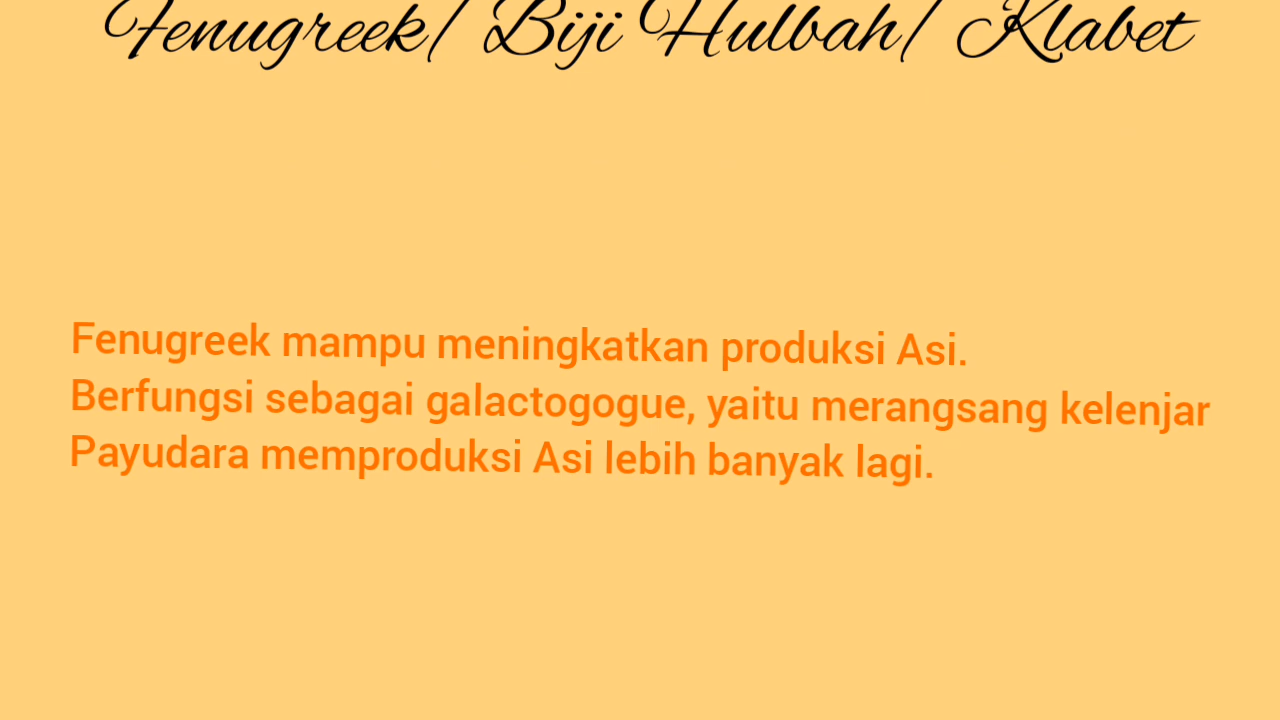 Fenugreek/ Biji Hulbah/ Klabet
Fenugreek mampu meningkatkan produksi Asi.
Berfungsi sebagai galactogogue, yaitu merangsang kelenjar
Payudara memproduksi Asi lebih banyak lagi.